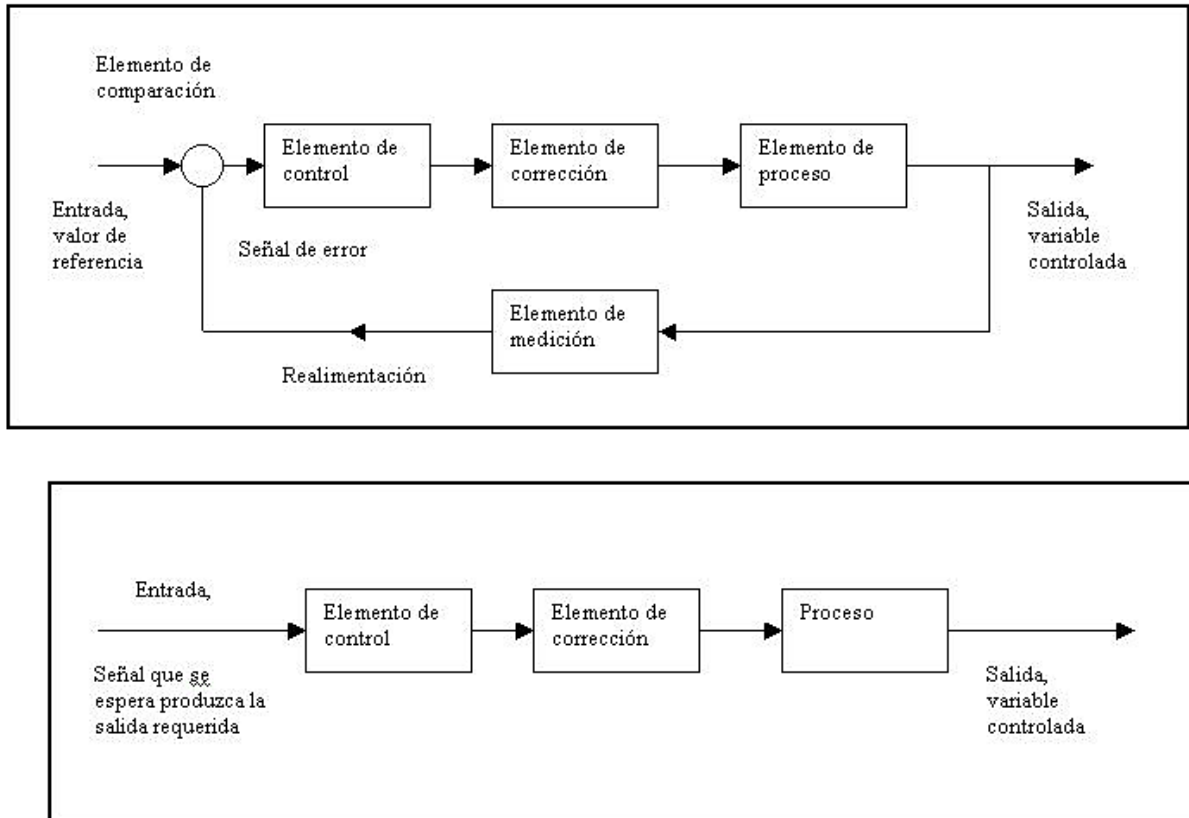 Elemento de
comparación
Elemento de
control
Elemento de
corrección
Elemento de
proceso
Entrada,
valor de
referencia
Señal de error
Salida,
variable
controlada
Elemento de
medición
Realimentación
Entrada,
Elemento de
control
Elemento de
corrección
Proceso
Señal que se
espera produzca la
salida requerida
Salida,
variable
controlada